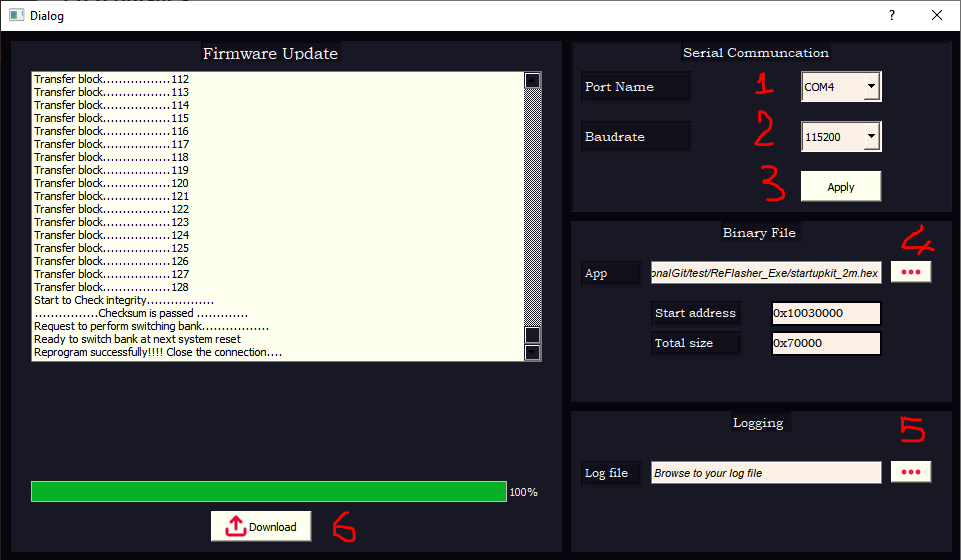 Dialog
?
Firmware Update
Transfer block.................112
Transfer block.................113
Transfer block.................114
Transfer block.................115
Transfer block.................116
Transfer block.................117
Transfer block.................118
Transfer block.................119
Transfer block.................120
Transfer block.................121
Transfer block.................122
Transfer block.................123
Transfer block.................124
Transfer block.................125
Transfer block.................126
Transfer block.................127
Transfer block.................128
Start to Check integrity.................
................Checksum is passed .............
Request to perform switching bank.................
Ready to switch bank at next system reset
Reprogram successfully!!!! Close the connection....
100%
Download 6
Serial Communcation
Port Name 1 COM4
Baudrate 2 115200
3 Apply
Binary File
4
App onalGit/test/ReFlasher_Exe/startupkit_2m.hex
Start address 0x10030000
Total size 0x70000
Logging
5
Log file Browse to your log file